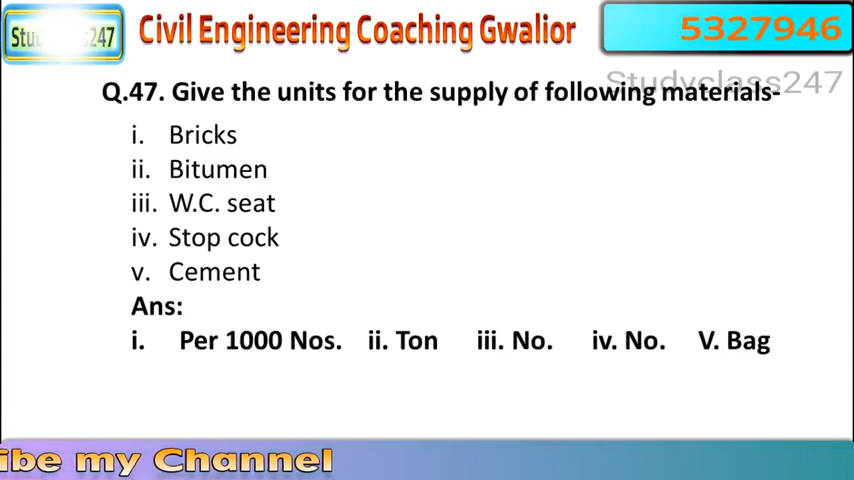 Civil Engineering Coaching Gwalior
5327946
Studyclass247
Q.47. Give the units for the supply of following materials-
i. Bricks
ii. Bitumen
iii. W.C. seat
iv. Stop cock
v. Cement
Ans:
i. Per 1000 Nos. ii. Ton iii. No. iv. No. V. Bag
ibe my Channel